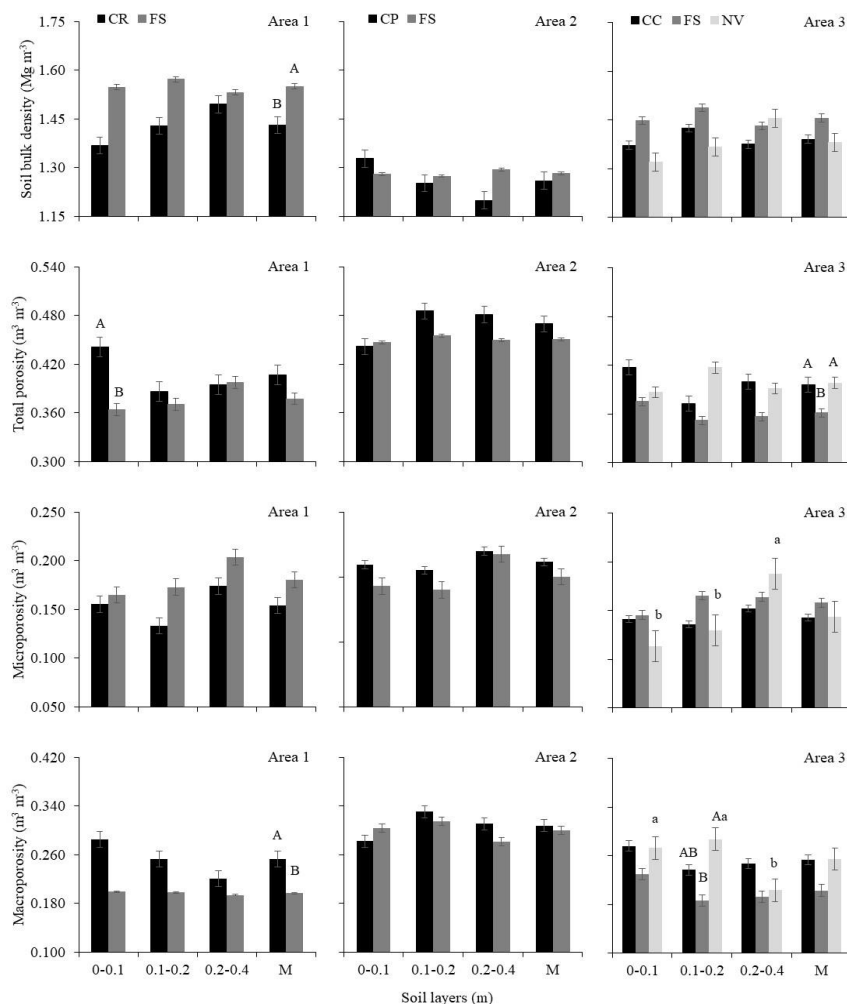 CR FS Area 1
CP FS Area 2
CC FS NV Area 3
Soil bulk density (Mg m-3)
1.75
1.60
1.45
1.30
1.15
B
A
Area 1
Area 2
Area 3
Total porosity (m3 m-3)
0.540
0.480
0.420
0.360
0.300
A
B
A
B
A
Area 1
Area 2
Area 3
Microporosity (m3 m-3)
0.250
0.200
0.150
0.100
0.050
b
b
a
Area 1
Area 2
Area 3
Macroporosity (m3 m-3)
0.420
0.340
0.260
0.180
0.100
A
B
a
AB
B
Aa
b
0-0.1 0.1-0.2 0.2-0.4 M
0-0.1 0.1-0.2 0.2-0.4 M
0-0.1 0.1-0.2 0.2-0.4 M
Soil layers (m)